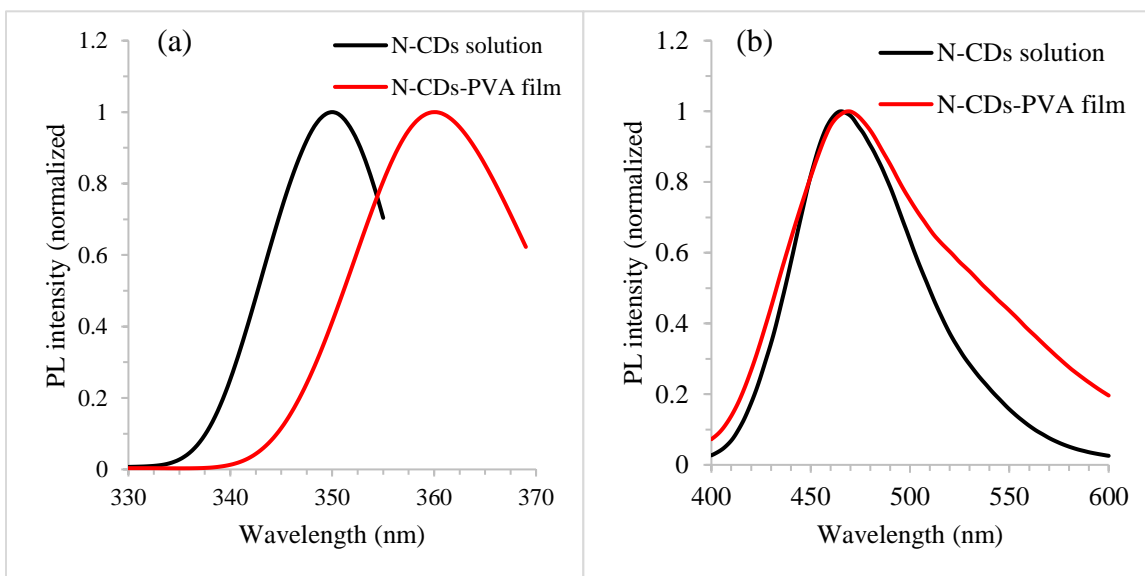 (a)
N-CDs solution
N-CDs-PVA film
PL intensity (normalized
1.2
1
0.8
0.6
0.4
0.2
0
330 340 350 360 370
Wavelength (nm)
(b)
N-CDs solution
N-CDs-PVA film
PL intensity (normalized
1.2
1
0.8
0.6
0.4
0.2
0
400 450 500 550 600
Wavelength (nm)